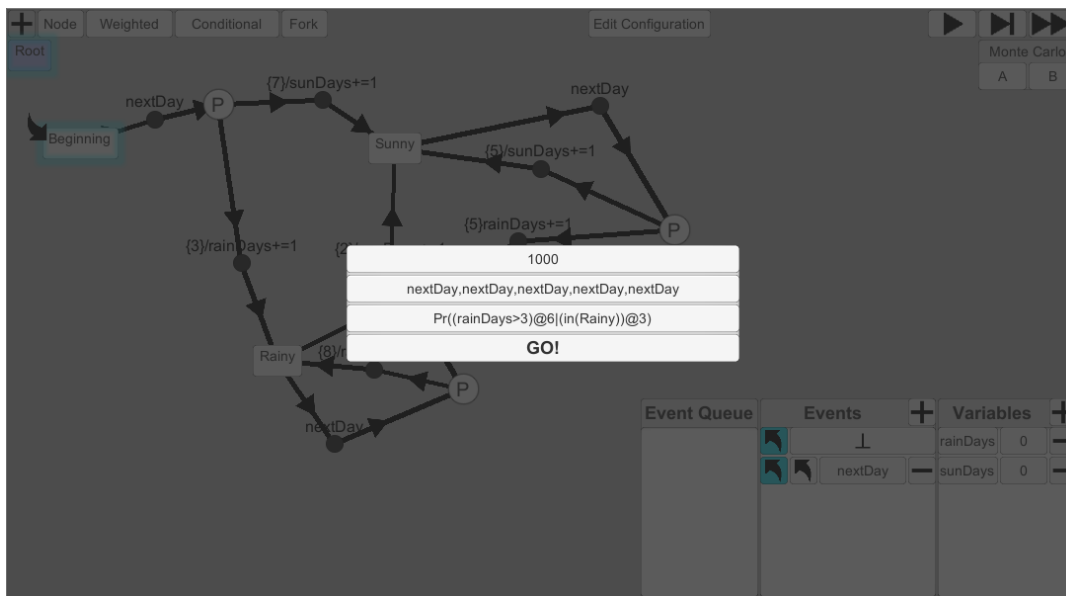 Node Weighted Conditional Fork Edit Configuration
Root
Monte Carlo
A B
{7}/sunDays+=1
nextDay
nextDay
P
Beginning
Sunny
{5}/sunDays+=1
{5}rainDays+=1
P
{3}/rainDays+=1
1000
nextDay,nextDay,nextDay,nextDay,nextDay
Pr((rainDays>3)@6|(in(Rainy))@3)
GO!
Rainy
P
nextDay
Event Queue Events Variables
⊥ rainDays 0
nextDay sunDays 0